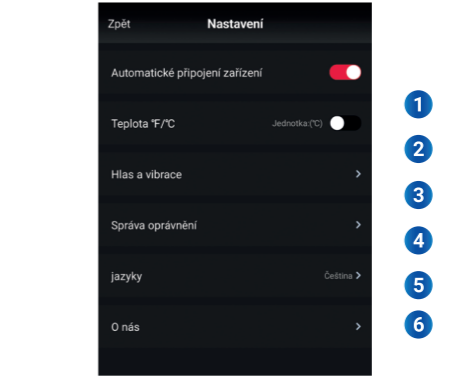 Zpět Nastavení
Automatické připojení zařízení
1
Teplota °F/°C Jednotka:(°C)
2
Hlas a vibrace >
3
Správa oprávnění >
4
jazyky Čeština >
5
O nás >
6